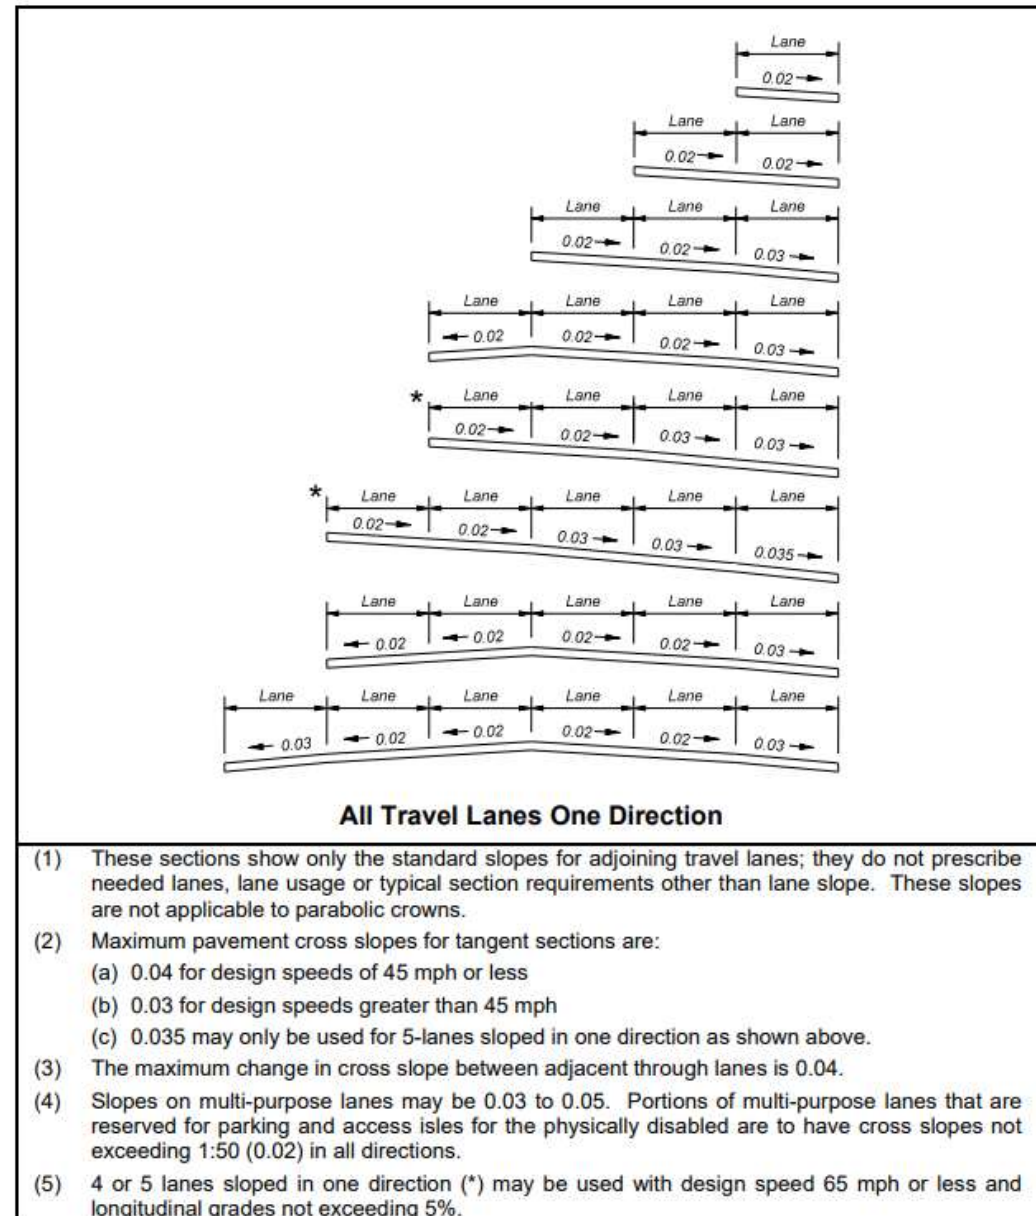 Lane
0.02
Lane Lane
0.02 0.02
Lane Lane Lane
0.02 0.02 0.03
Lane Lane Lane Lane
0.02 0.02 0.02 0.03
* Lane Lane Lane Lane
0.02 0.02 0.03 0.03
* Lane Lane Lane Lane Lane
0.02 0.02 0.03 0.03 0.035
Lane Lane Lane Lane Lane
0.02 0.02 0.02 0.02 0.03
Lane Lane Lane Lane Lane Lane
0.03 0.02 0.02 0.02 0.02 0.03
All Travel Lanes One Direction
(1) These sections show only the standard slopes for adjoining travel lanes; they do not prescribe
needed lanes, lane usage or typical section requirements other than lane slope. These slopes
are not applicable to parabolic crowns.
(2) Maximum pavement cross slopes for tangent sections are:
(a) 0.04 for design speeds of 45 mph or less
(b) 0.03 for design speeds greater than 45 mph
(c) 0.035 may only be used for 5-lanes sloped in one direction as shown above.
(3) The maximum change in cross slope between adjacent through lanes is 0.04.
(4) Slopes on multi-purpose lanes may be 0.03 to 0.05. Portions of multi-purpose lanes that are
reserved for parking and access isles for the physically disabled are to have cross slopes not
exceeding 1:50 (0.02) in all directions.
(5) 4 or 5 lanes sloped in one direction (*) may be used with design speed 65 mph or less and
longitudinal grades not exceeding 5%.